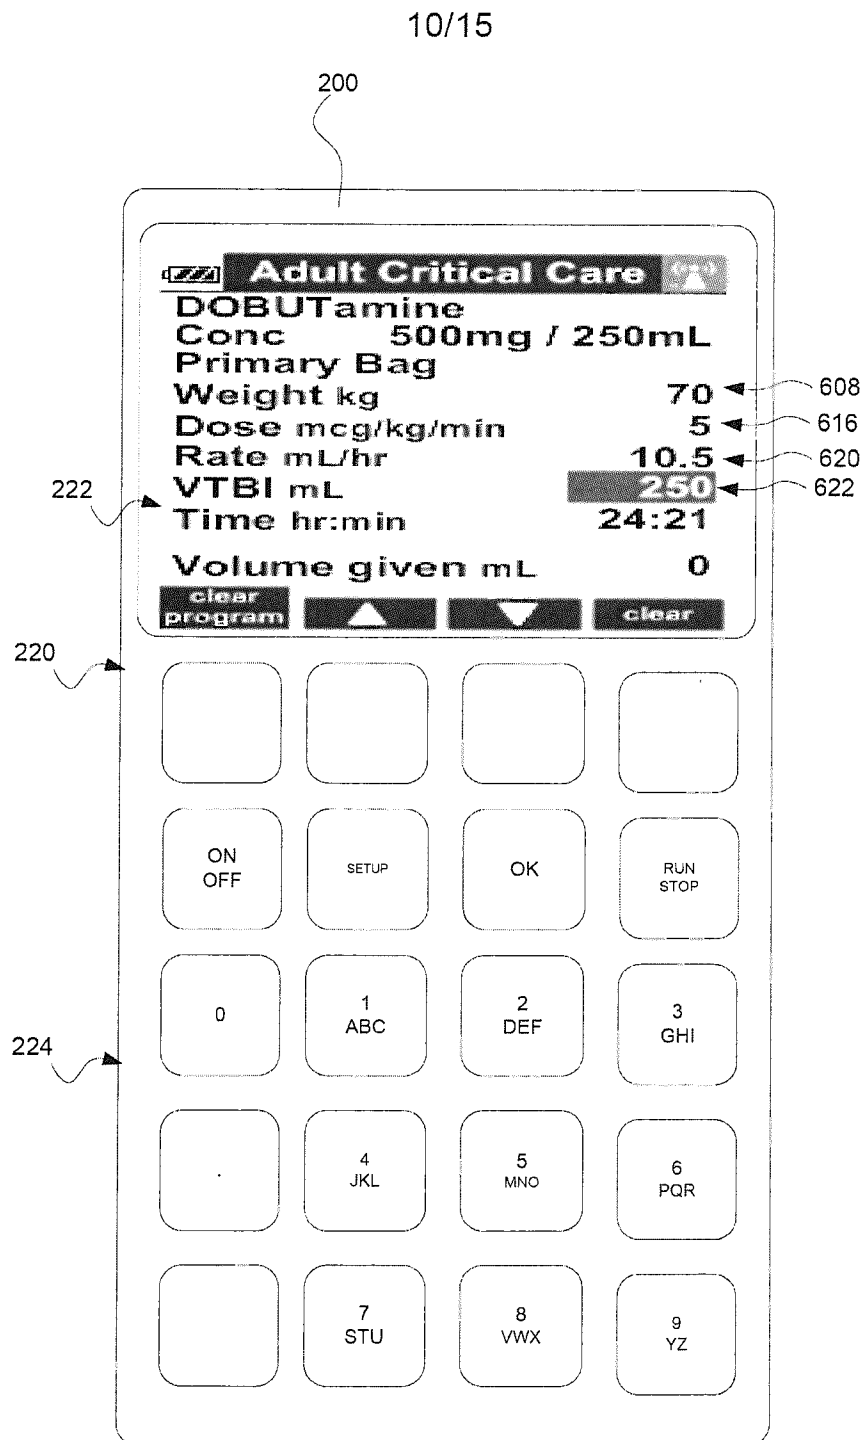 10/15
200
Adult Critical Care
DOBUTamine
Conc 500mg / 250mL
Primary Bag
Weight kg 70 608
Dose mcg/kg/min 5 616
Rate mL/hr 10.5 620
222 VTBI mL 250 622
Time hr:min 24:21
Volume given mL 0
clear
program clear
220
ON
OFF
SETUP
OK
RUN
STOP
0
1
ABC
2
DEF
3
GHI
224
.
4
JKL
5
MNO
6
PQR
7
STU
8
VWX
9
YZ